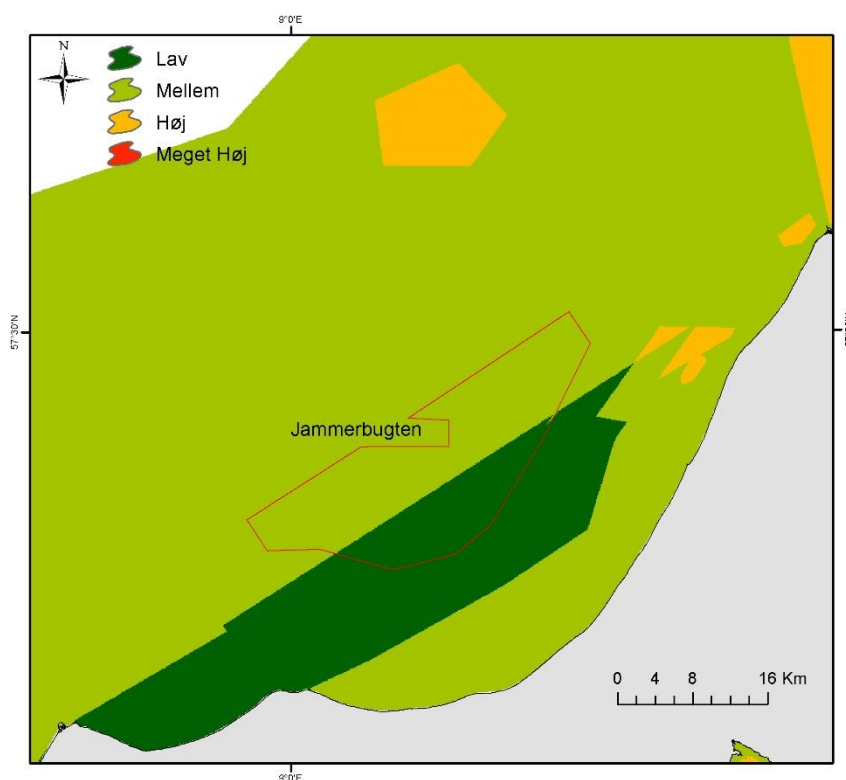 9°0'E
N
Lav
Mellem
Høj
Meget Høj
57°30'N
Jammerbugten
0 4 8 16 Km
9°0'E